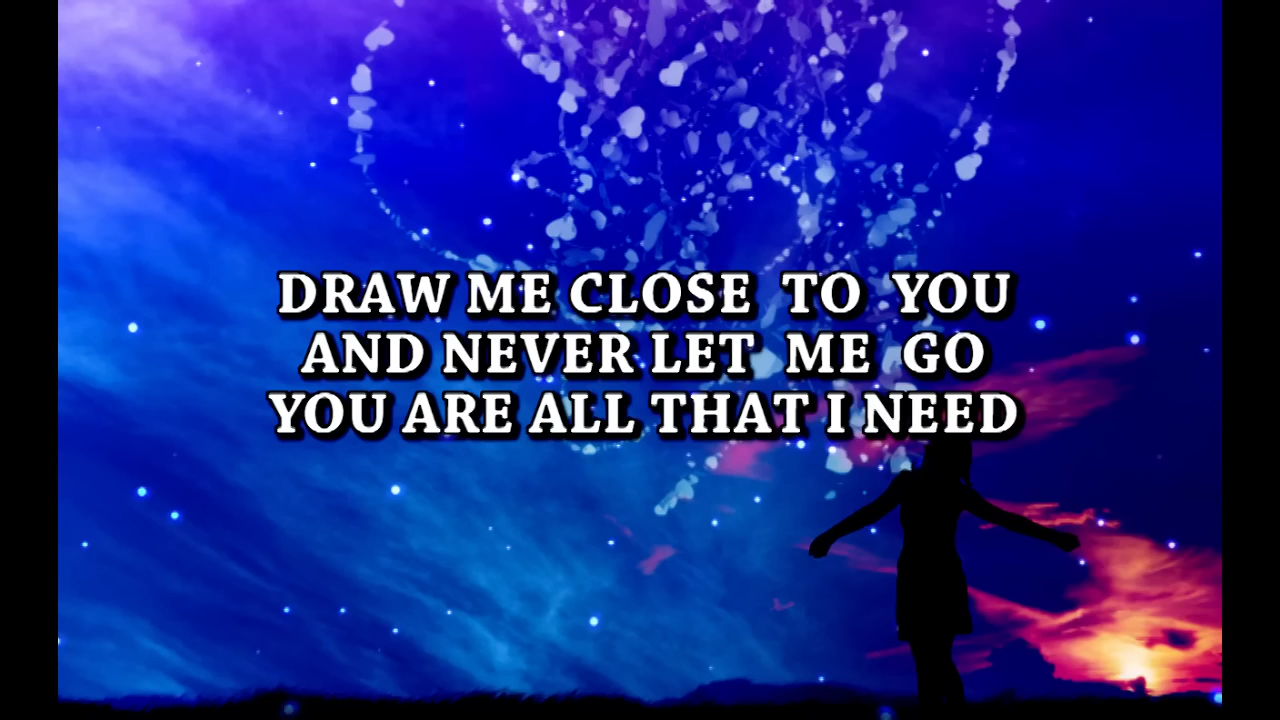 DRAW ME CLOSE TO YOU
AND NEVER LET ME GO
YOU ARE ALL THAT I NEED